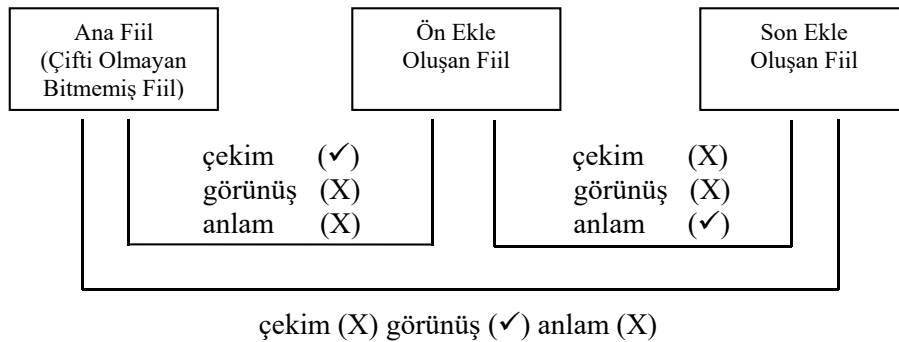 Ana Fiil
(Çifti Olmayan
Bitmemiş Fiil)
Ön Ekle
Oluşan Fiil
Son Ekle
Oluşan Fiil
çekim (✓)
görünüş (X)
anlam (X)
çekim (X)
görünüş (X)
anlam (✓)
çekim (X) görünüş (✓) anlam (X)